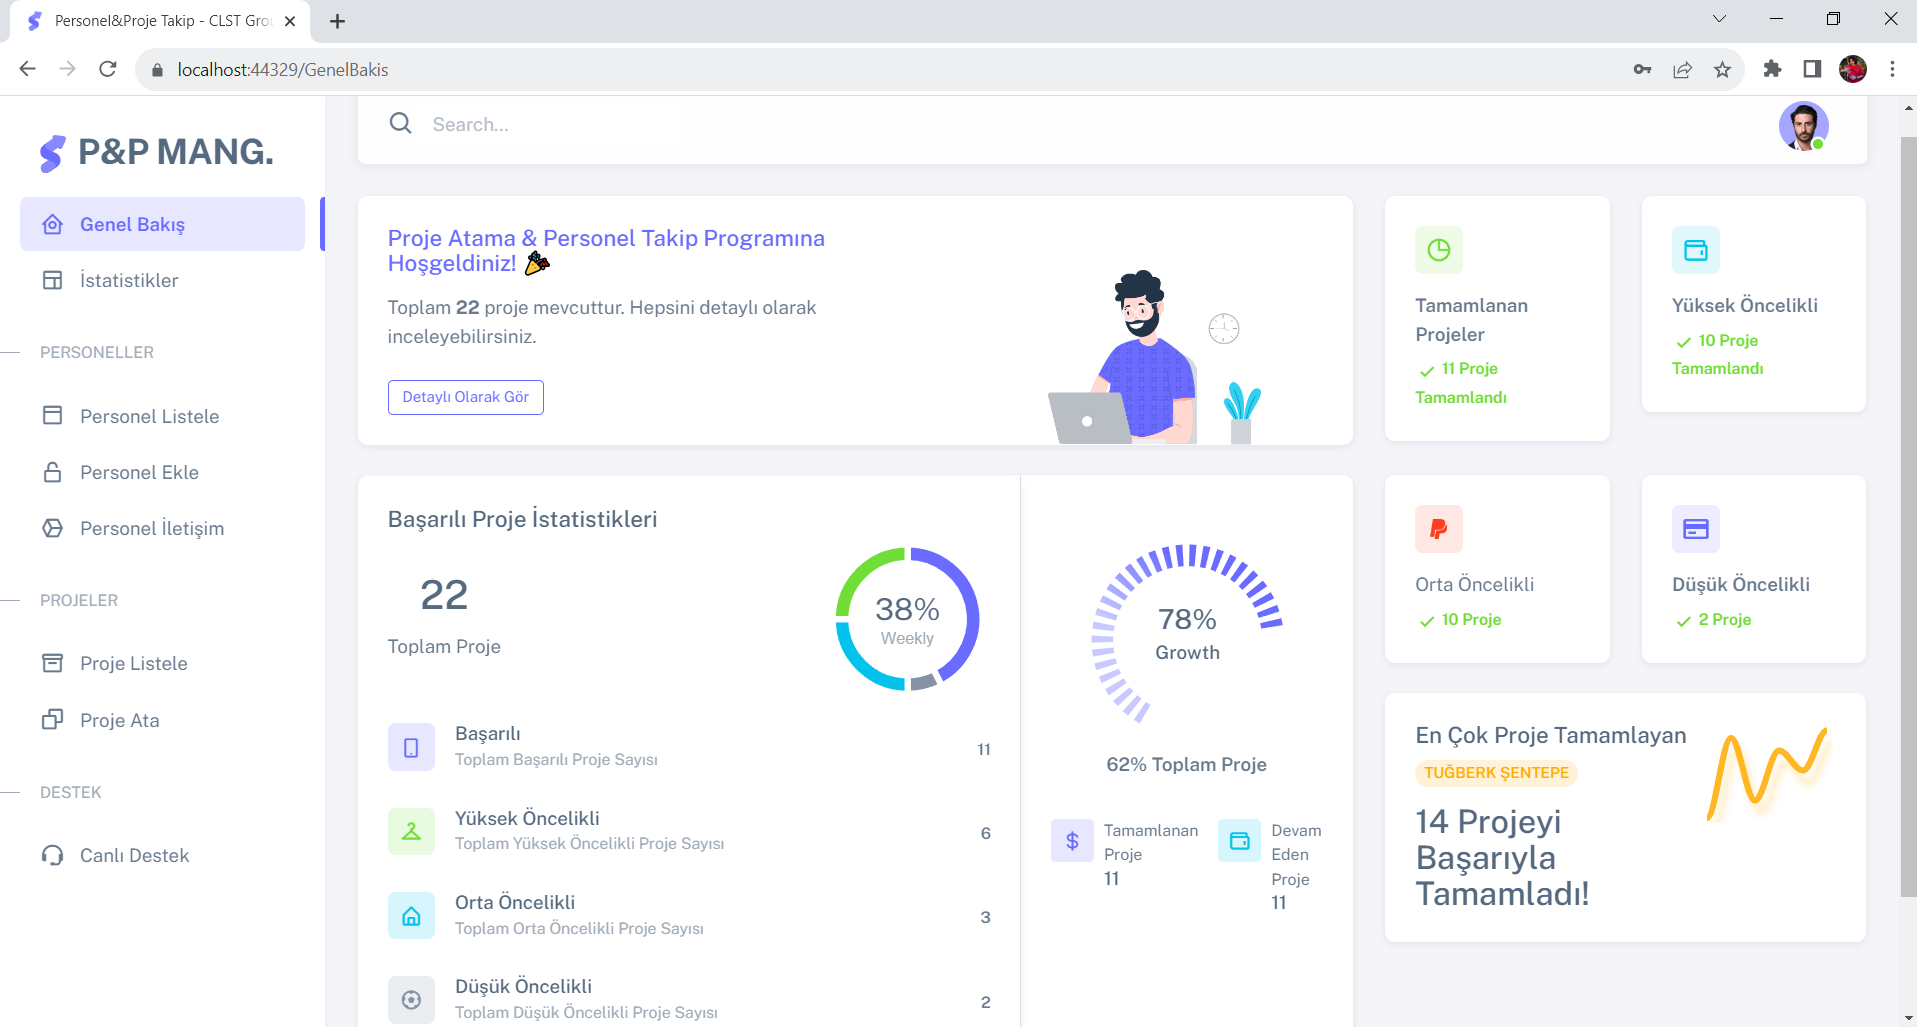 Personel&Proje Takip - CLST Gro
localhost:44329/GenelBakis
P&P MANG.
Genel Bakış
İstatistikler
PERSONELLER
Personel Listele
Personel Ekle
Personel İletişim
PROJELER
Proje Listele
Proje Ata
DESTEK
Canlı Destek
Search...
Proje Atama & Personel Takip Programına
Hoşgeldiniz! 🎉
Toplam 22 proje mevcuttur. Hepsini detaylı olarak
inceleyebilirsiniz.
Detaylı Olarak Gör
Tamamlanan
Projeler
11 Proje
Tamamlandı
Yüksek Öncelikli
10 Proje
Tamamlandı
Başarılı Proje İstatistikleri
22
Toplam Proje
38%
Weekly
Başarılı
Toplam Başarılı Proje Sayısı
11
Yüksek Öncelikli
Toplam Yüksek Öncelikli Proje Sayısı
6
Orta Öncelikli
Toplam Orta Öncelikli Proje Sayısı
3
Düşük Öncelikli
Toplam Düşük Öncelikli Proje Sayısı
2
78%
Growth
62% Toplam Proje
Tamamlanan
Proje
11
Devam
Eden
Proje
11
Orta Öncelikli
10 Proje
Düşük Öncelikli
2 Proje
En Çok Proje Tamamlayan
TUĞBERK ŞENTEPE
14 Projeyi
Başarıyla
Tamamladı!